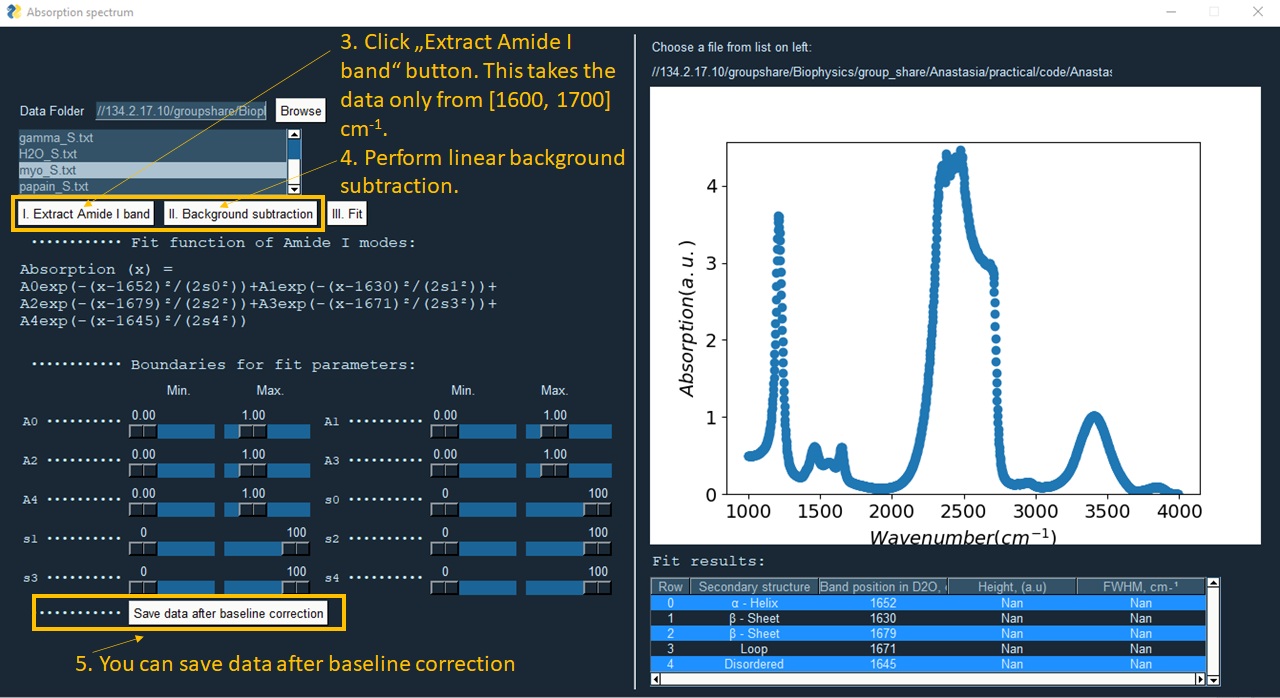 Absorption spectrum
3. Click „Extract Amide I
band“ button. This takes the
data only from [1600, 1700]
cm-1.
4. Perform linear background
subtraction.
Data Folder //134.2.17.10/groupshare/Biopl Browse
gamma_S.txt
H2O_S.txt
myo_S.txt
papain_S.txt
I. Extract Amide I band II. Background subtraction III. Fit
············ Fit function of Amide I modes:
Absorption (x) =
A0exp(-(x-1652)²/(2s0²))+A1exp(-(x-1630)²/(2s1²))+
A2exp(-(x-1679)²/(2s2²))+A3exp(-(x-1671)²/(2s3²))+
A4exp(-(x-1645)²/(2s4²))
············ Boundaries for fit parameters:
Min. Max. Min. Max.
0.00 1.00 0.00 1.00
A0 ·········· A1 ··········
0.00 1.00 0.00 1.00
A2 ·········· A3 ··········
0.00 1.00 0 100
A4 ·········· s0 ··········
0 100 0 100
s1 ·········· s2 ··········
0 100 0 100
s3 ·········· s4 ··········
··········· Save data after baseline correction
5. You can save data after baseline correction
Choose a file from list on left:
//134.2.17.10/groupshare/Biophysics/group_share/Anastasia/practical/code/Anastas
Absorption(a.u.)
4
3
2
1
0
1000 1500 2000 2500 3000 3500 4000
Wavenumber(cm⁻¹)
Fit results:
Row Secondary structure Band position in D2O, Height, (a.u) FWHM, cm-¹
0 α - Helix 1652 Nan Nan
1 β - Sheet 1630 Nan Nan
2 β - Sheet 1679 Nan Nan
3 Loop 1671 Nan Nan
4 Disordered 1645 Nan Nan